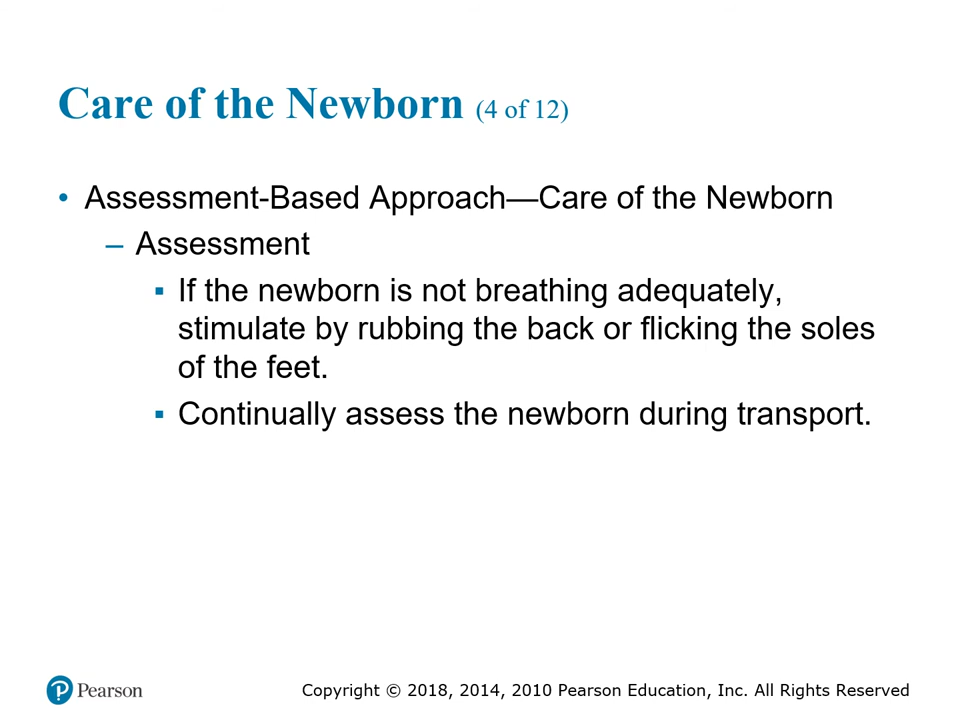 Care of the Newborn (4 of 12)
• Assessment-Based Approach—Care of the Newborn
– Assessment
▪ If the newborn is not breathing adequately,
stimulate by rubbing the back or flicking the soles
of the feet.
▪ Continually assess the newborn during transport.
Pearson
Copyright © 2018, 2014, 2010 Pearson Education, Inc. All Rights Reserved